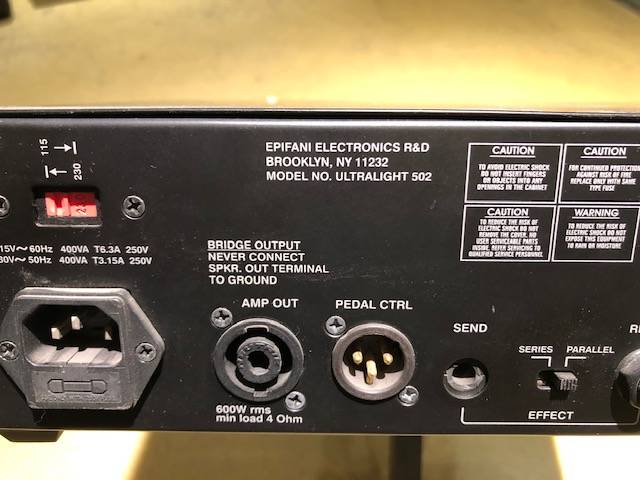 115
230
EPIFANI ELECTRONICS R&D
BROOKLYN, NY 11232
MODEL NO. ULTRALIGHT 502
CAUTION
TO AVOID ELECTRIC SHOCK
DO NOT INSERT FINGERS
OR OBJECTS INTO ANY
OPENINGS IN THE CABINET
CAUTION
FOR CONTINUED PROTECTION
AGAINST RISK OF FIRE
REPLACE ONLY WITH SAME
TYPE FUSE
CAUTION
TO REDUCE THE RISK OF
ELECTRIC SHOCK DO NOT
REMOVE THE COVER. NO
USER SERVICEABLE PARTS
INSIDE. REFER SERVICING TO
QUALIFIED SERVICE PERSONNEL
WARNING
TO REDUCE THE RISK OF
ELECTRIC SHOCK DO NOT
EXPOSE THIS EQUIPMENT
TO RAIN OR MOISTURE
15V~60Hz 400VA T6.3A 250V
30V~50Hz 400VA T3.15A 250V
BRIDGE OUTPUT
NEVER CONNECT
SPKR. OUT TERMINAL
TO GROUND
AMP OUT
PEDAL CTRL
SEND
SERIES
PARALLEL
EFFECT
600W rms
min load 4 Ohm